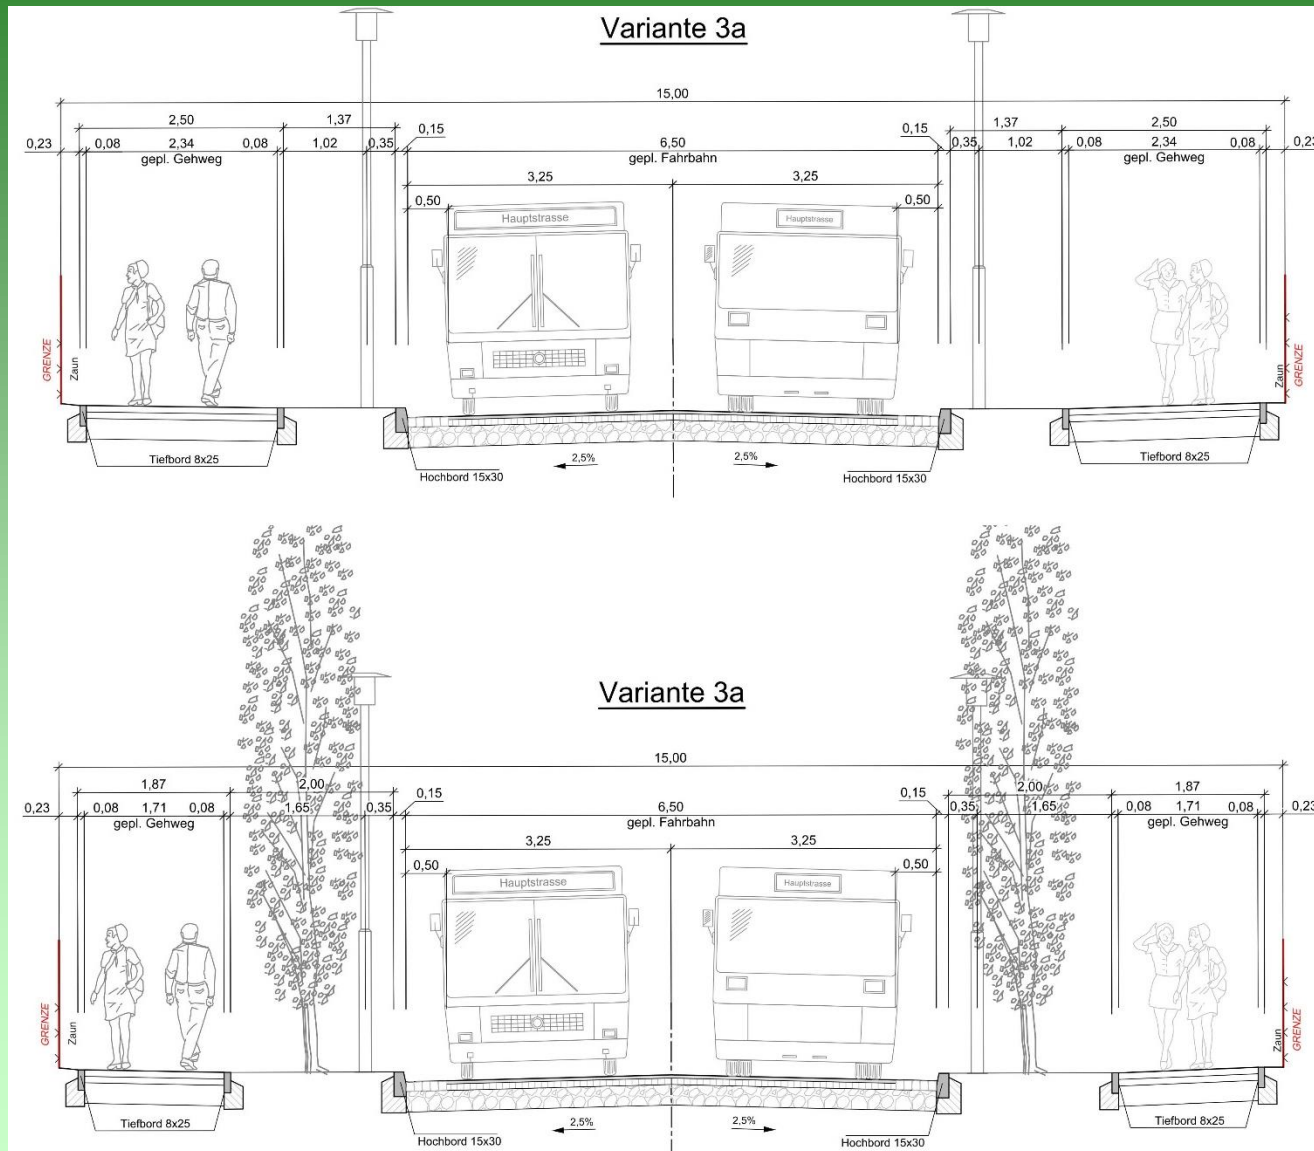 Variante 3a
15,00
2,50 1,37 0,15 0,15 1,37 2,50
0,23 0,08 2,34 0,08 1,02 0,35 6,50 0,35 1,02 0,08 2,34 0,08 0,23
gepl. Gehweg gepl. Fahrbahn gepl. Gehweg
3,25 3,25
0,50 0,50
Hauptstrasse Hauptstrasse
GRENZE Zaun Zaun GRENZE
Tiefbord 8x25 2,5% 2,5% Tiefbord 8x25
Hochbord 15x30 Hochbord 15x30
Variante 3a
15,00
1,87 2,00 0,15 0,15 2,00 1,87
0,23 0,08 1,71 0,08 1,65 0,35 6,50 0,35 1,65 0,08 1,71 0,08 0,23
gepl. Gehweg gepl. Fahrbahn gepl. Gehweg
3,25 3,25
0,50 0,50
Hauptstrasse Hauptstrasse
GRENZE Zaun Zaun GRENZE
Tiefbord 8x25 2,5% 2,5% Tiefbord 8x25
Hochbord 15x30 Hochbord 15x30